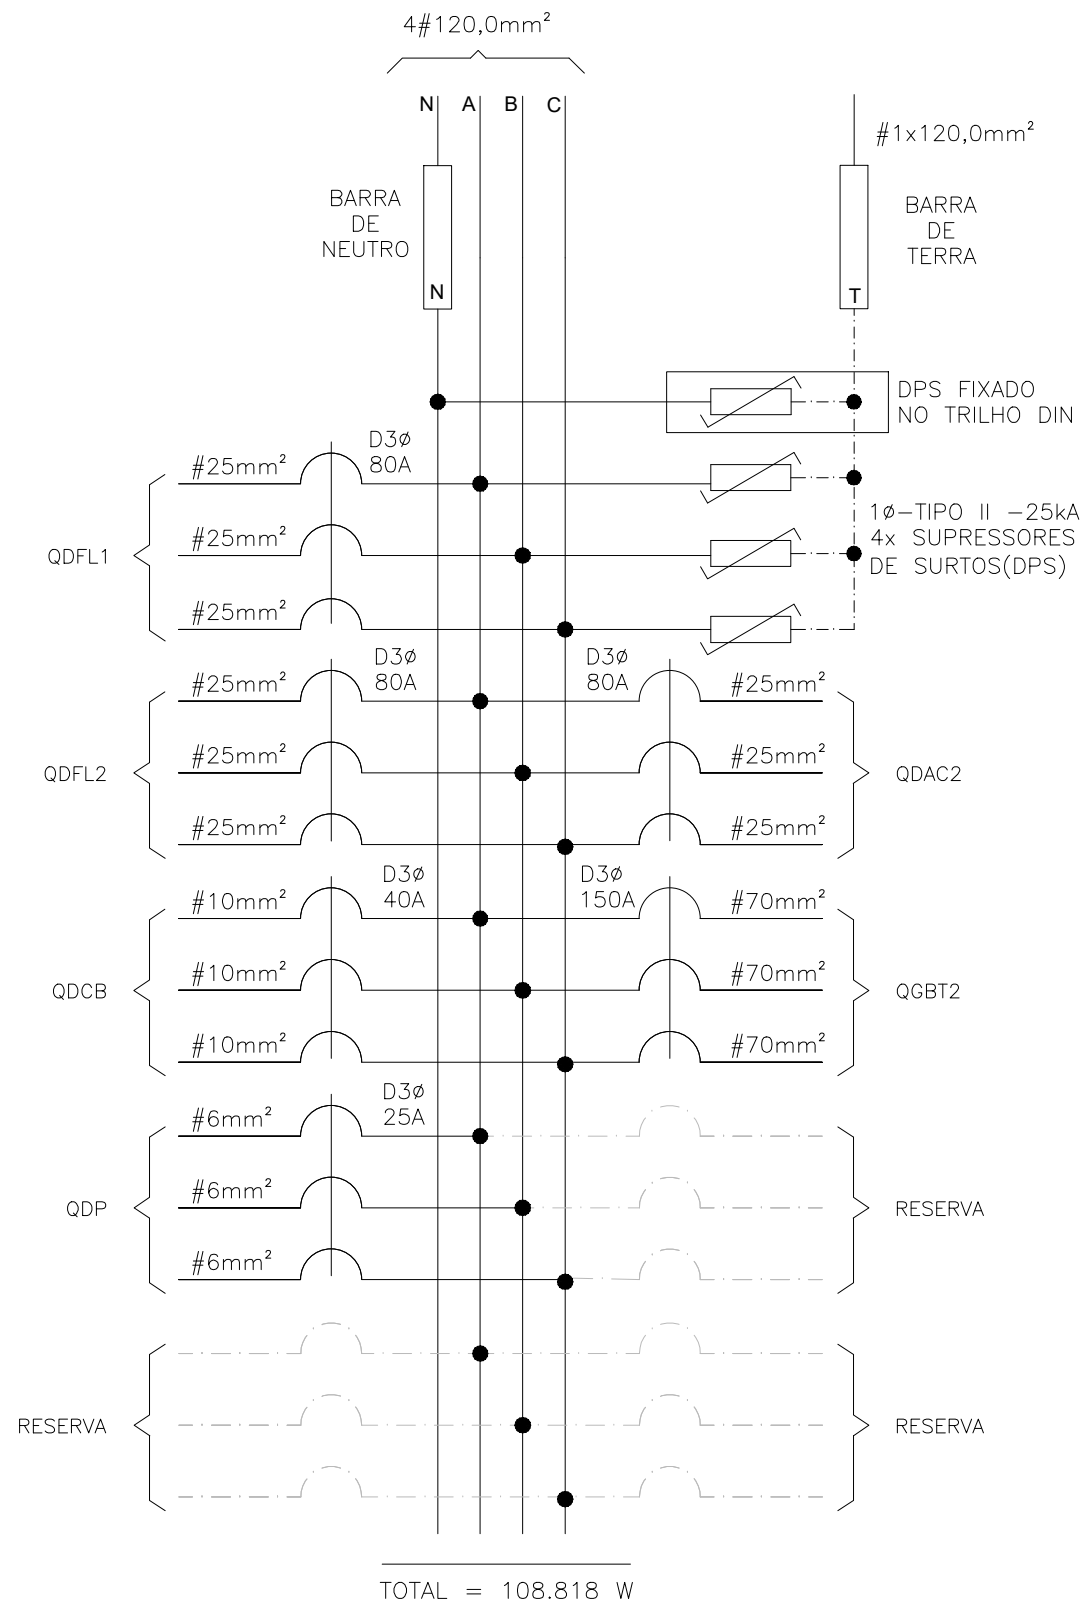 4#120,0mm²
N A B C
#1x120,0mm²
BARRA
DE
NEUTRO
N
BARRA
DE
TERRA
T
DPS FIXADO
NO TRILHO DIN
D3ø
80A
#25mm²
#25mm²
#25mm²
QDFL1
1ø-TIPO II -25kA
4x SUPRESSORES
DE SURTOS(DPS)
D3ø
80A
#25mm²
#25mm²
#25mm²
QDFL2
D3ø
80A
#25mm²
#25mm²
#25mm²
QDAC2
D3ø
40A
#10mm²
#10mm²
#10mm²
QDCB
D3ø
150A
#70mm²
#70mm²
#70mm²
QGBT2
D3ø
25A
#6mm²
#6mm²
#6mm²
QDP
RESERVA
RESERVA
RESERVA
TOTAL = 108.818 W